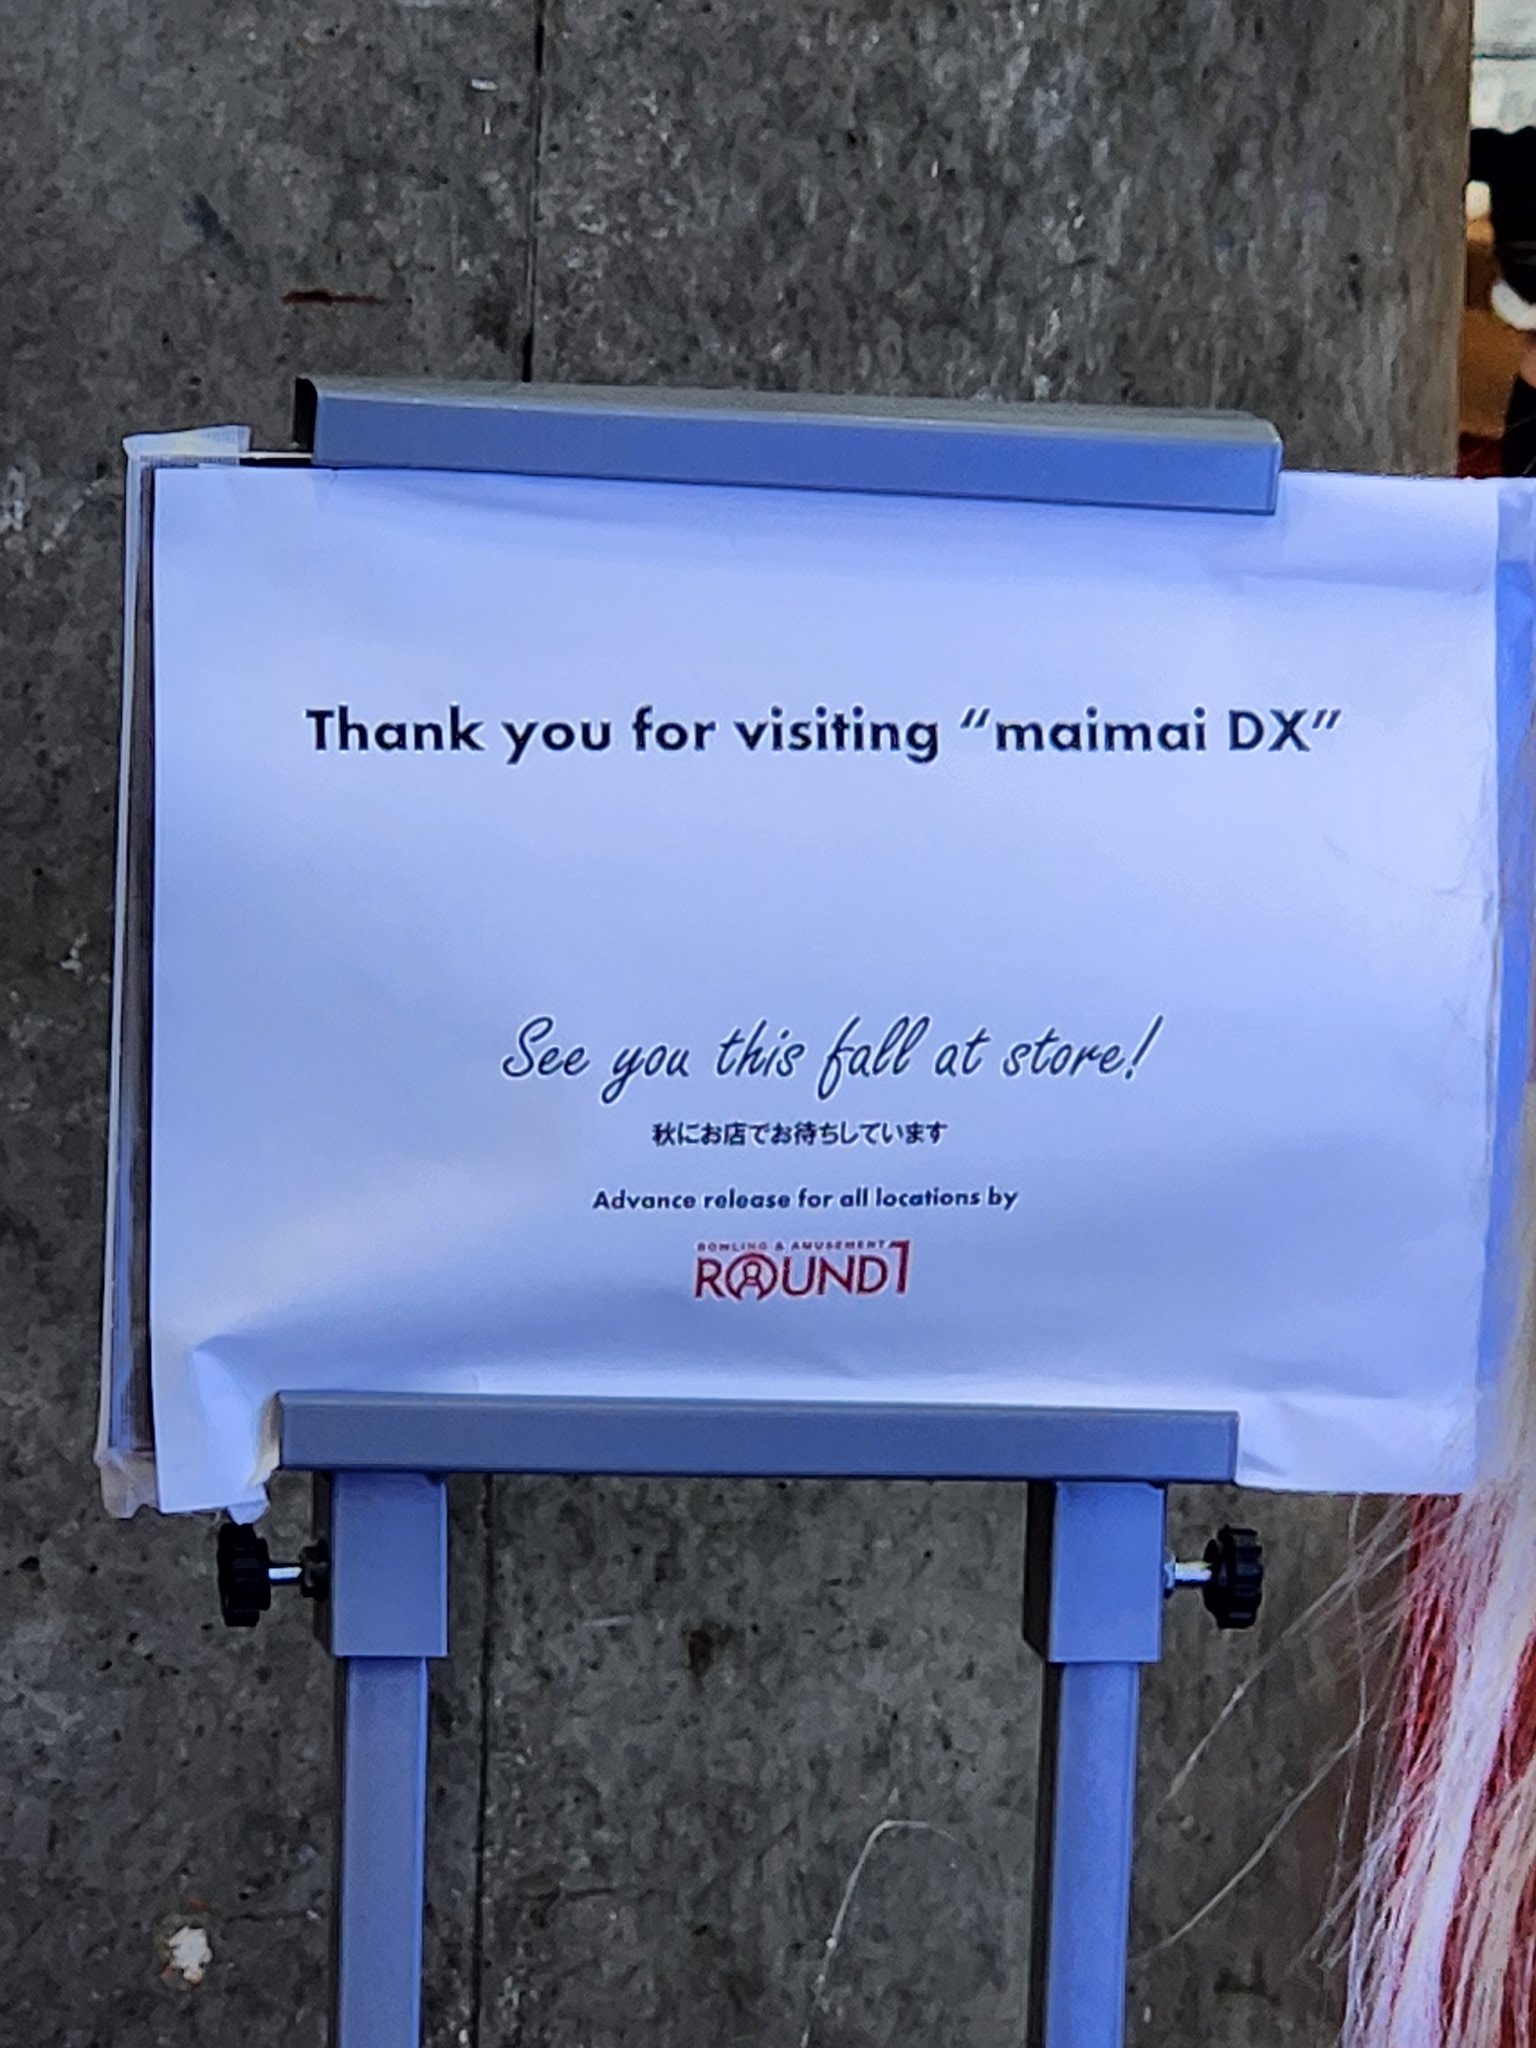 Thank you for visiting “maimai DX”
See you this fall at store!
秋にお店でお待ちしています
Advance release for all locations by
BOWLING & AMUSEMENT
ROUND1